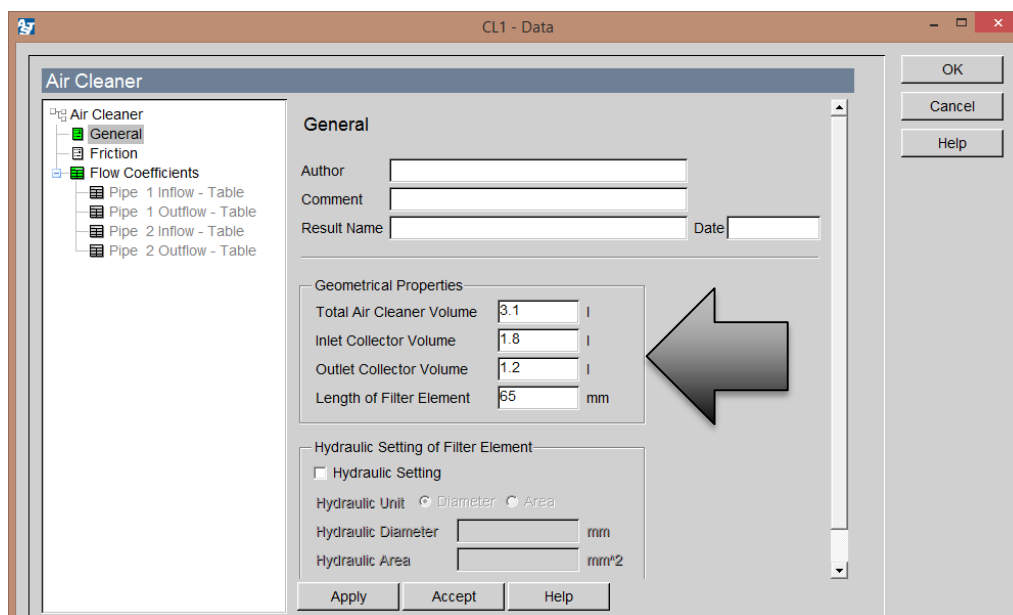 CL1 - Data
Air Cleaner
OK
Cancel
Help
Air Cleaner
General
Friction
Flow Coefficients
Pipe 1 Inflow - Table
Pipe 1 Outflow - Table
Pipe 2 Inflow - Table
Pipe 2 Outflow - Table
General
Author
Comment
Result Name Date
Geometrical Properties
Total Air Cleaner Volume 3.1 l
Inlet Collector Volume 1.8 l
Outlet Collector Volume 1.2 l
Length of Filter Element 65 mm
Hydraulic Setting of Filter Element
Hydraulic Setting
Hydraulic Unit Diameter Area
Hydraulic Diameter mm
Hydraulic Area mm^2
Apply Accept Help